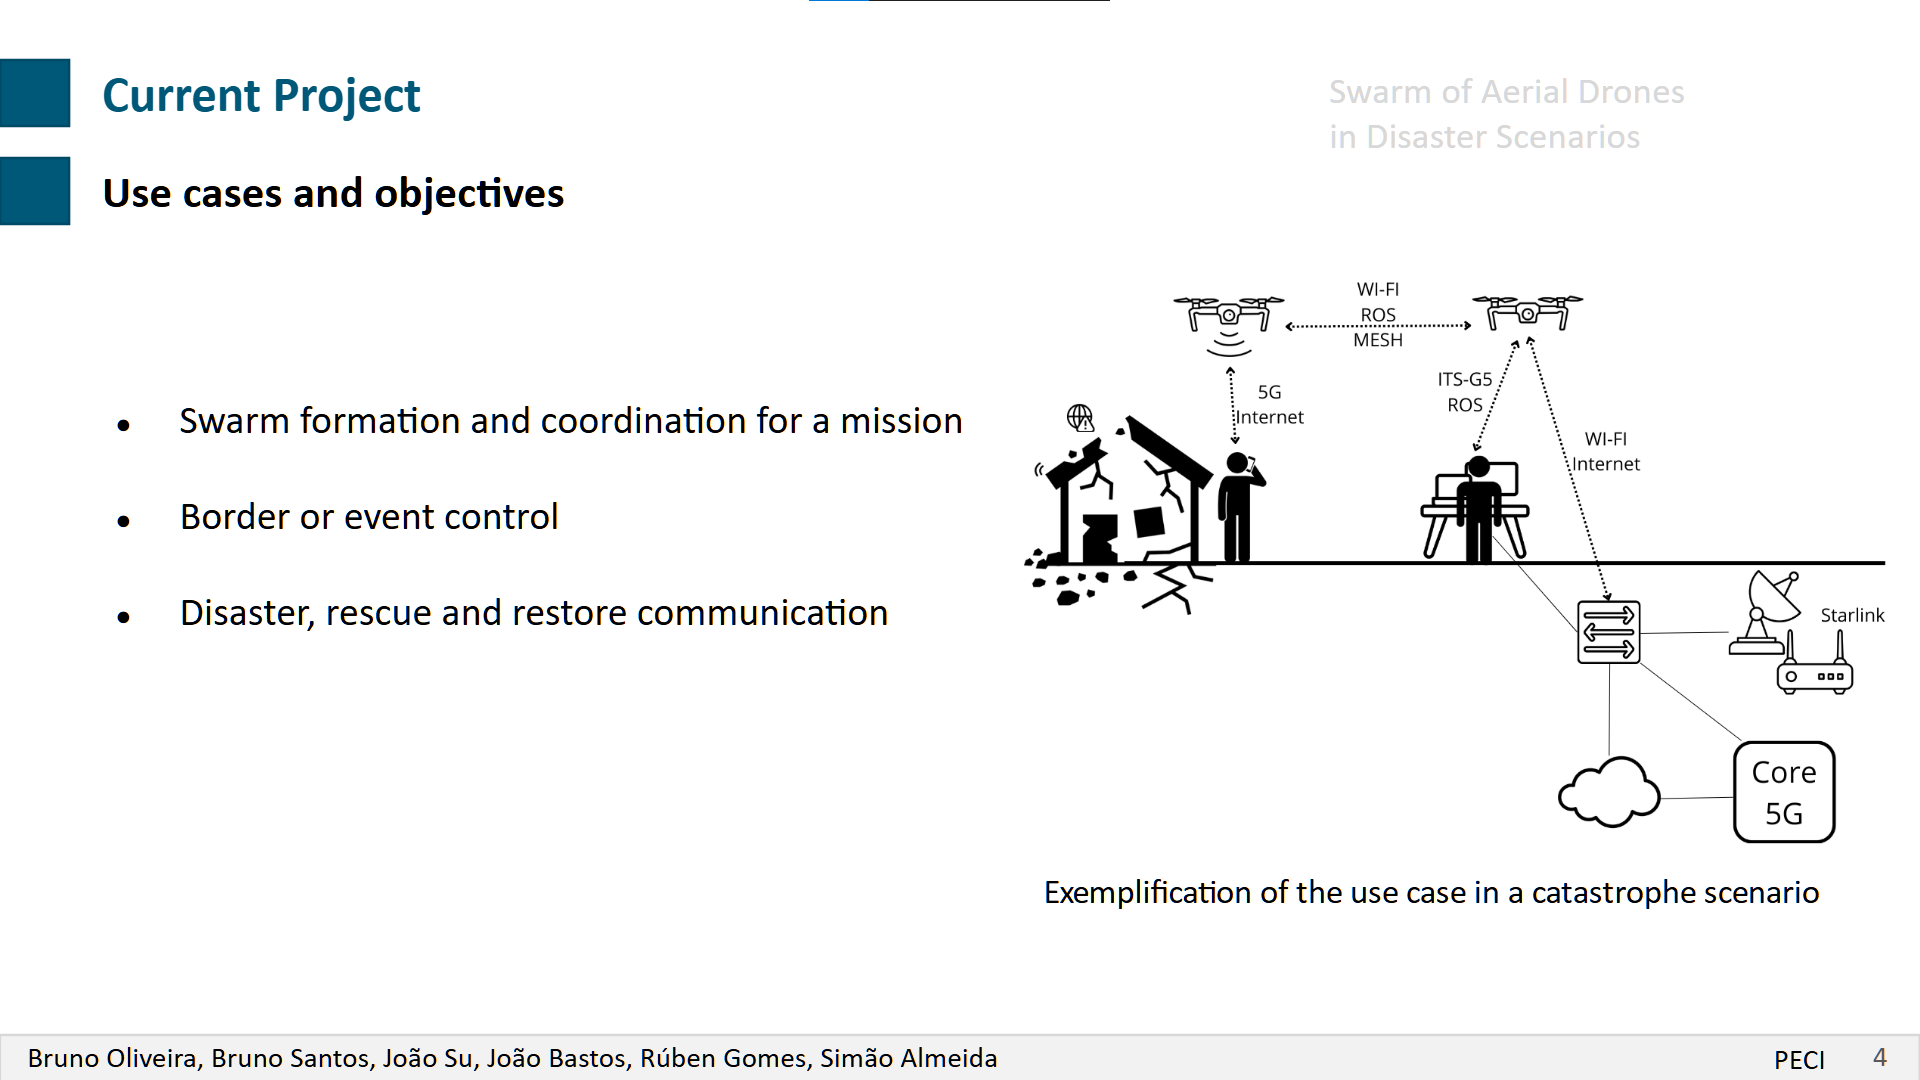 Current Project
Swarm of Aerial Drones
in Disaster Scenarios
Use cases and objectives
• Swarm formation and coordination for a mission
• Border or event control
• Disaster, rescue and restore communication
WI-FI
ROS
MESH
5G
Internet
ITS-G5
ROS
WI-FI
Internet
Starlink
Core
5G
Exemplification of the use case in a catastrophe scenario
Bruno Oliveira, Bruno Santos, João Su, João Bastos, Rúben Gomes, Simão Almeida
PECI 4